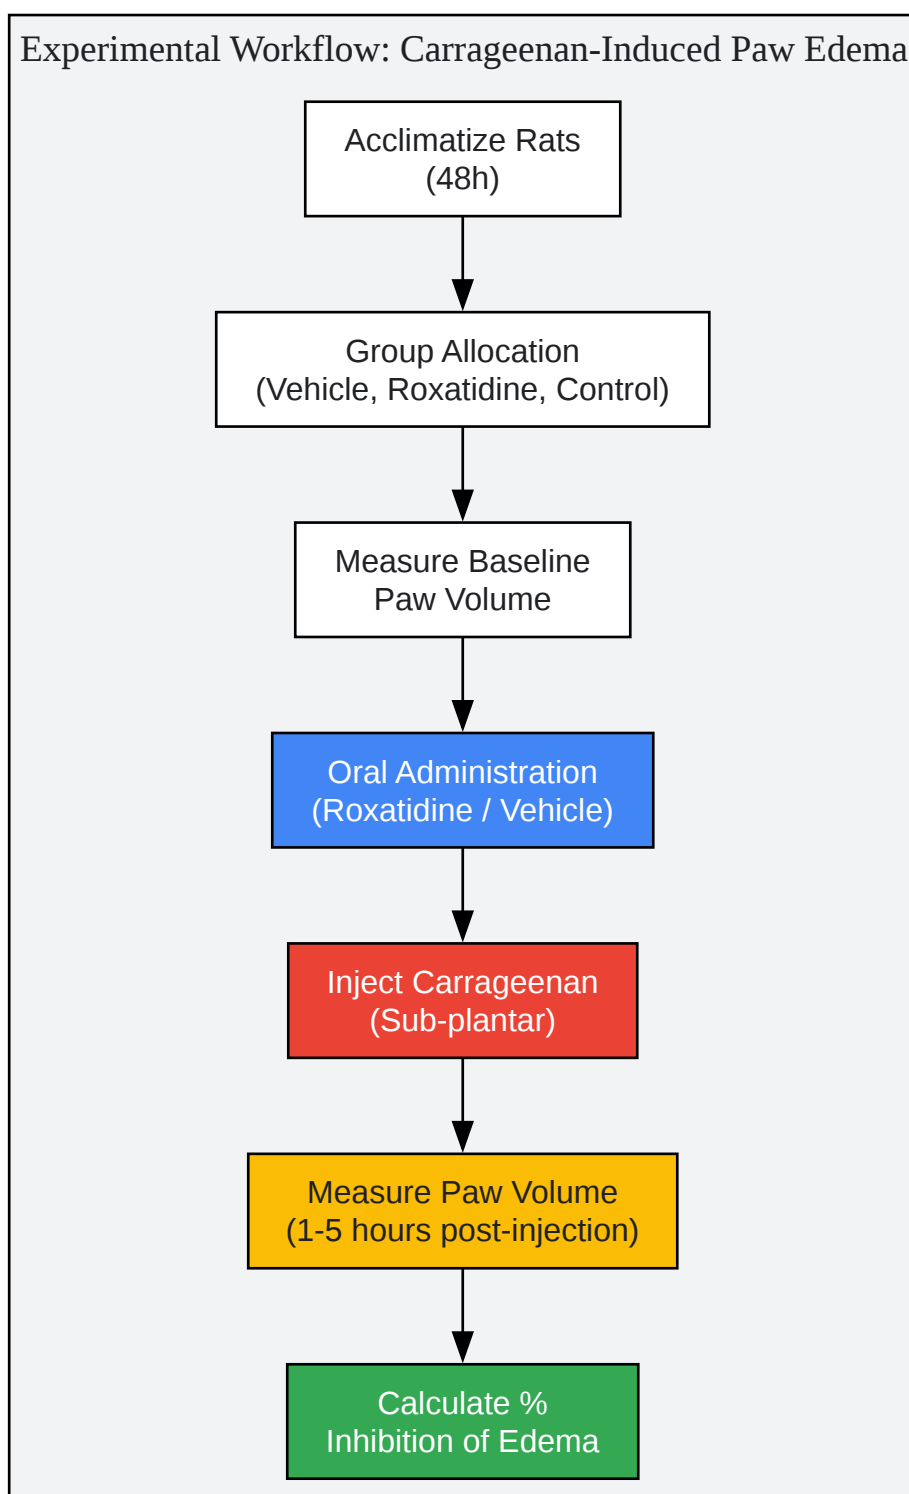 Experimental Workflow: Carrageenan-Induced Paw Edema
Acclimatize Rats
(48h)
Group Allocation
(Vehicle, Roxatidine, Control)
Measure Baseline
Paw Volume
Oral Administration
(Roxatidine / Vehicle)
Inject Carrageenan
(Sub-plantar)
Measure Paw Volume
(1-5 hours post-injection)
Calculate %
Inhibition of Edema